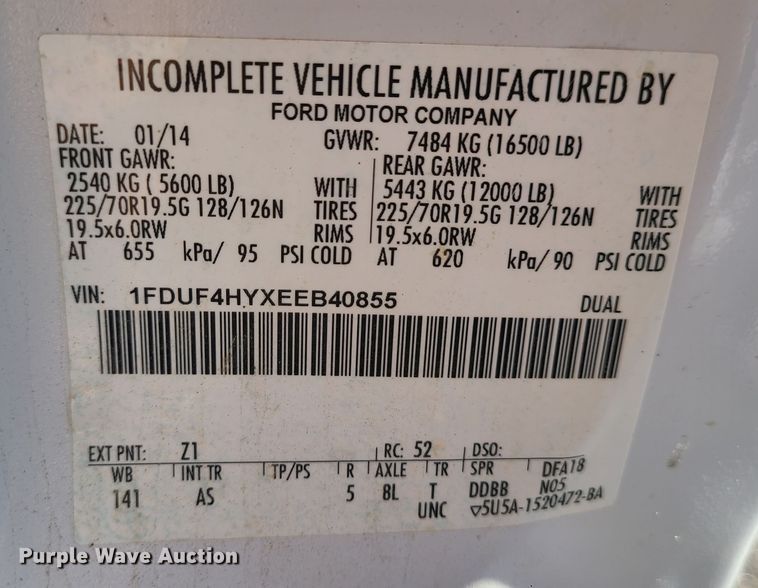 INCOMPLETE VEHICLE MANUFACTURED BY
FORD MOTOR COMPANY
DATE: 01/14 GVWR: 7484 KG (16500 LB)
FRONT GAWR: REAR GAWR:
2540 KG ( 5600 LB) WITH 5443 KG (12000 LB) WITH
225/70R19.5G 128/126N TIRES 225/70R19.5G 128/126N TIRES
19.5x6.0RW RIMS 19.5x6.0RW RIMS
AT 655 kPa/ 95 PSI COLD AT 620 kPa/ 90 PSI COLD
VIN: 1FDUF4HYXEEB40855 DUAL
EXT PNT: Z1 RC: 52 DSO:
WB INT TR TP/PS R AXLE TR SPR DFA18
141 AS 5 8L T DDBB N05
UNC ▽5U5A-1520472-BA
Purple Wave Auction